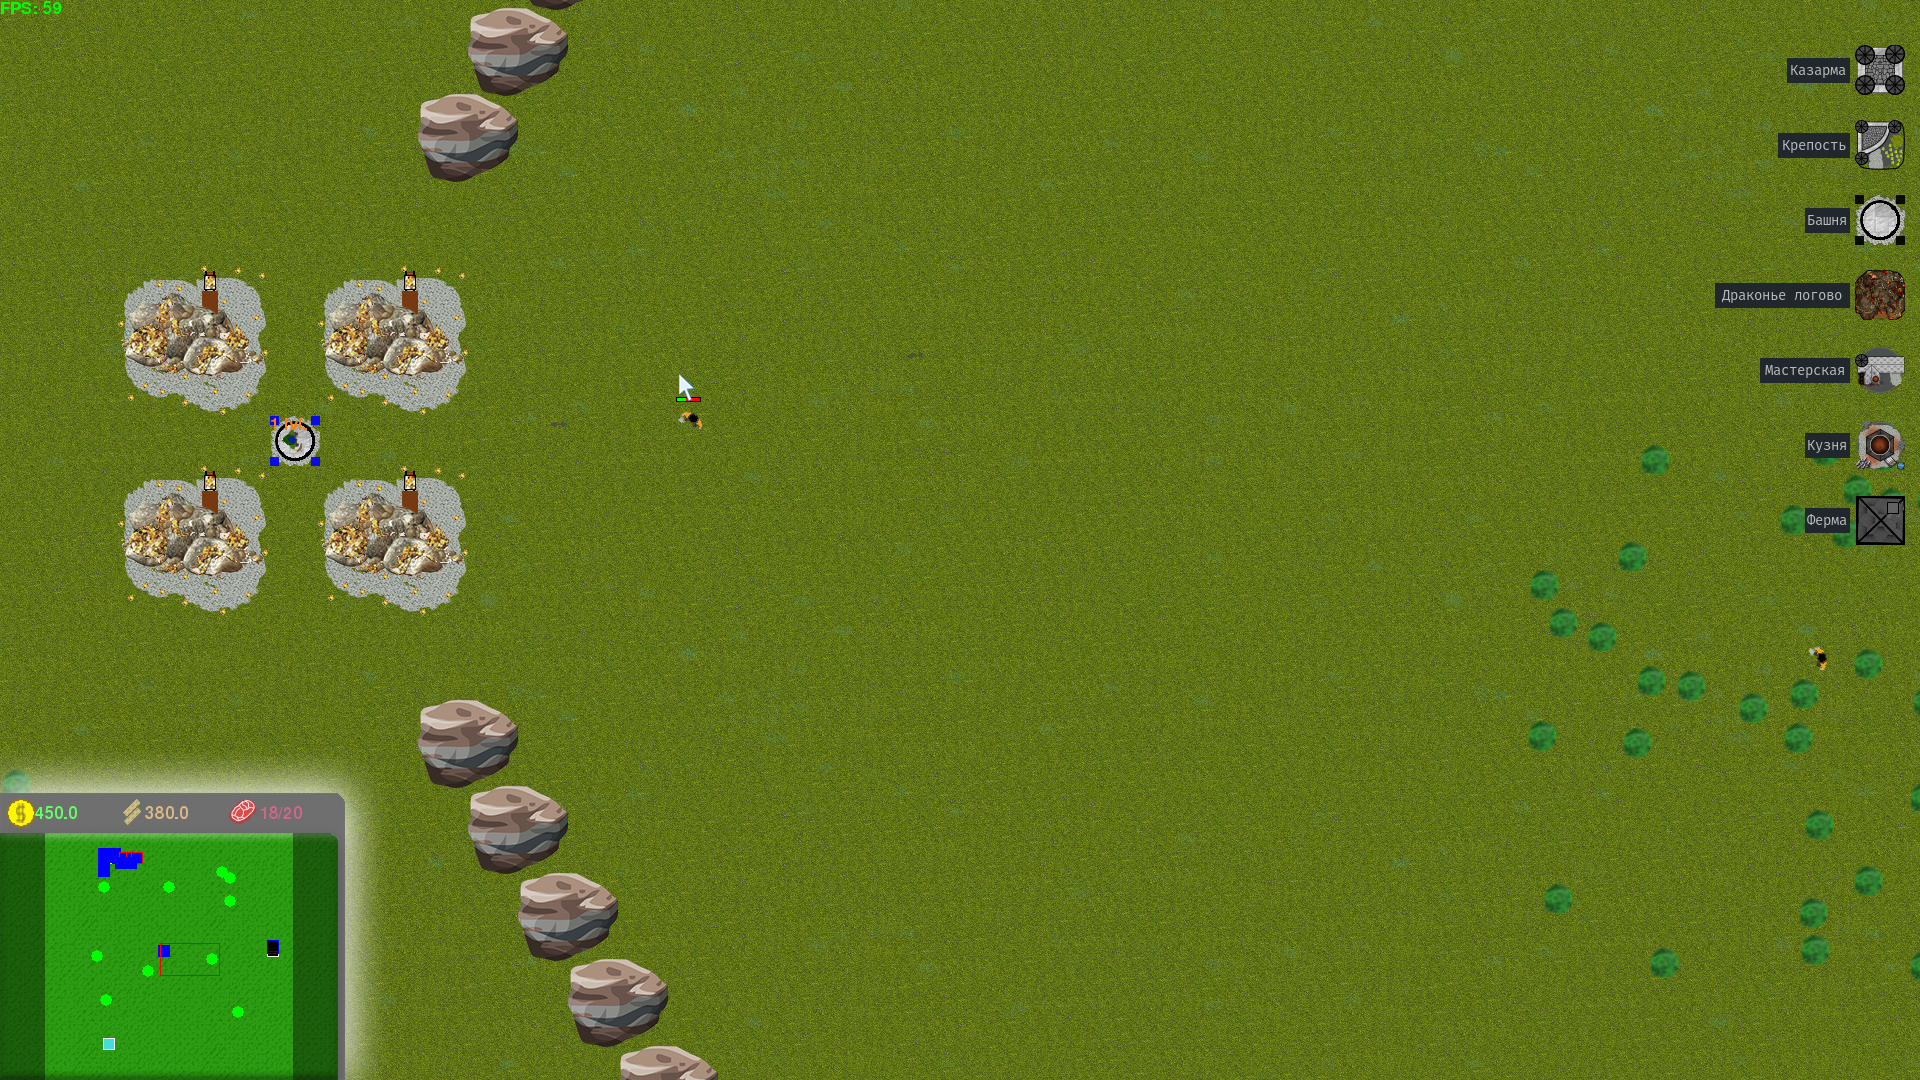 FPS: 59
Казарма
Крепость
Башня
Драконье логово
Мастерская
Кузня
Ферма
450.0 380.0 18/20